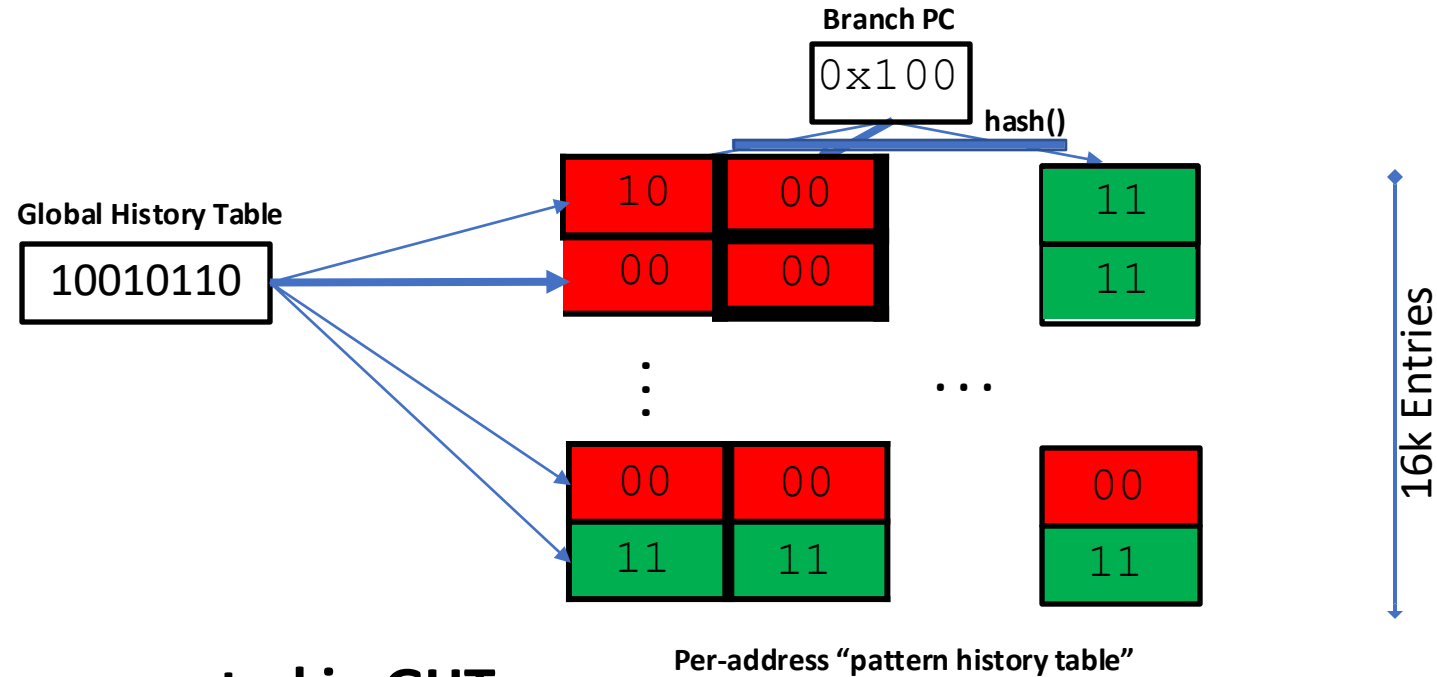 Branch PC
0x100
hash()
Global History Table
10010110
10 00 11
00 00 11
...
00 00 00
11 11 11
16k Entries
Per-address “pattern history table”